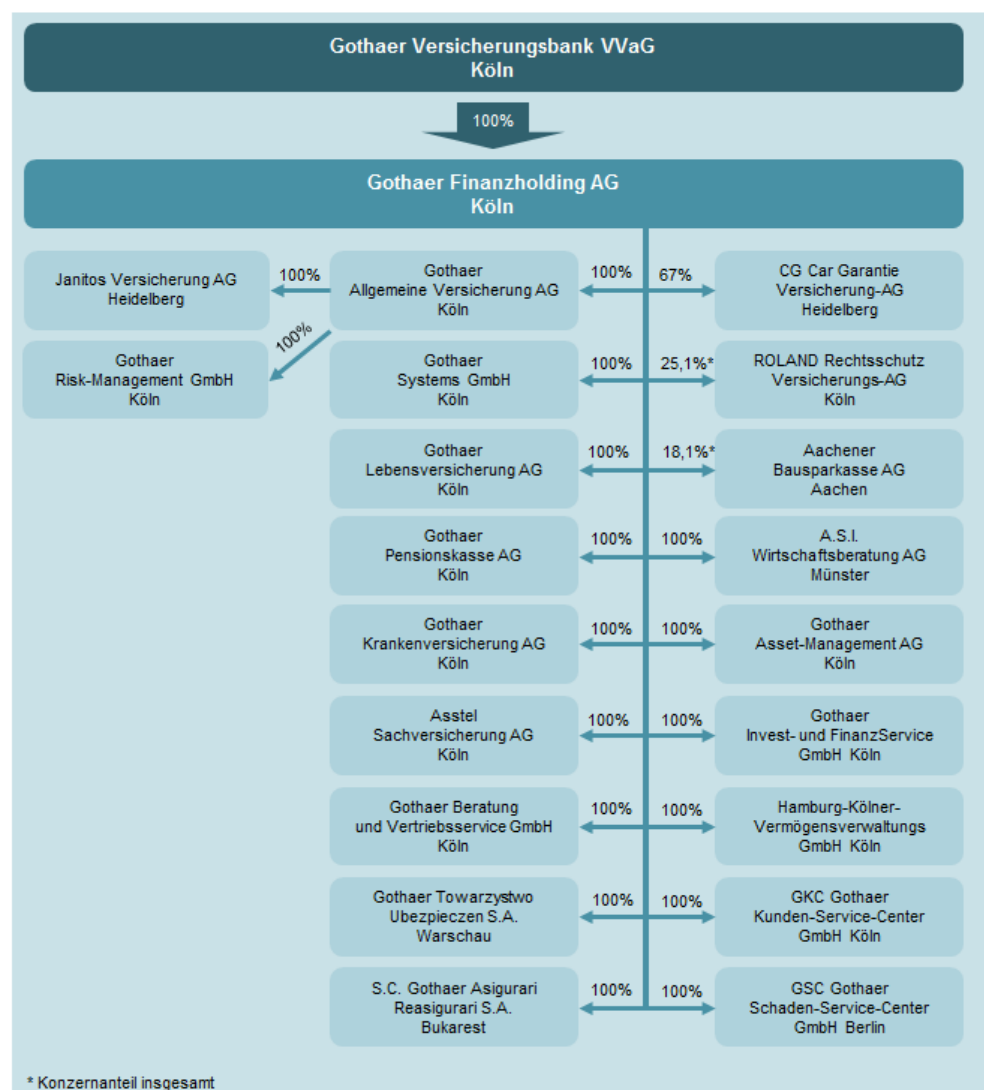 Gothaer Versicherungsbank VVaG
Köln
100%
Gothaer Finanzholding AG
Köln
Janitos Versicherung AG
Heidelberg
100%
Gothaer
Allgemeine Versicherung AG
Köln
100%
67%
CG Car Garantie
Versicherung-AG
Heidelberg
100%
Gothaer
Risk-Management GmbH
Köln
Gothaer
Systems GmbH
Köln
100%
25,1%*
ROLAND Rechtsschutz
Versicherungs-AG
Köln
Gothaer
Lebensversicherung AG
Köln
100%
18,1%*
Aachener
Bausparkasse AG
Aachen
Gothaer
Pensionskasse AG
Köln
100%
100%
A.S.I.
Wirtschaftsberatung AG
Münster
Gothaer
Krankenversicherung AG
Köln
100%
100%
Gothaer
Asset-Management AG
Köln
Asstel
Sachversicherung AG
Köln
100%
100%
Gothaer
Invest- und FinanzService
GmbH Köln
Gothaer Beratung
und Vertriebsservice GmbH
Köln
100%
100%
Hamburg-Kölner-
Vermögensverwaltungs
GmbH Köln
Gothaer Towarzystwo
Ubezpieczen S.A.
Warschau
100%
100%
GKC Gothaer
Kunden-Service-Center
GmbH Köln
S.C. Gothaer Asigurari
Reasigurari S.A.
Bukarest
100%
100%
GSC Gothaer
Schaden-Service-Center
GmbH Berlin
* Konzernanteil insgesamt